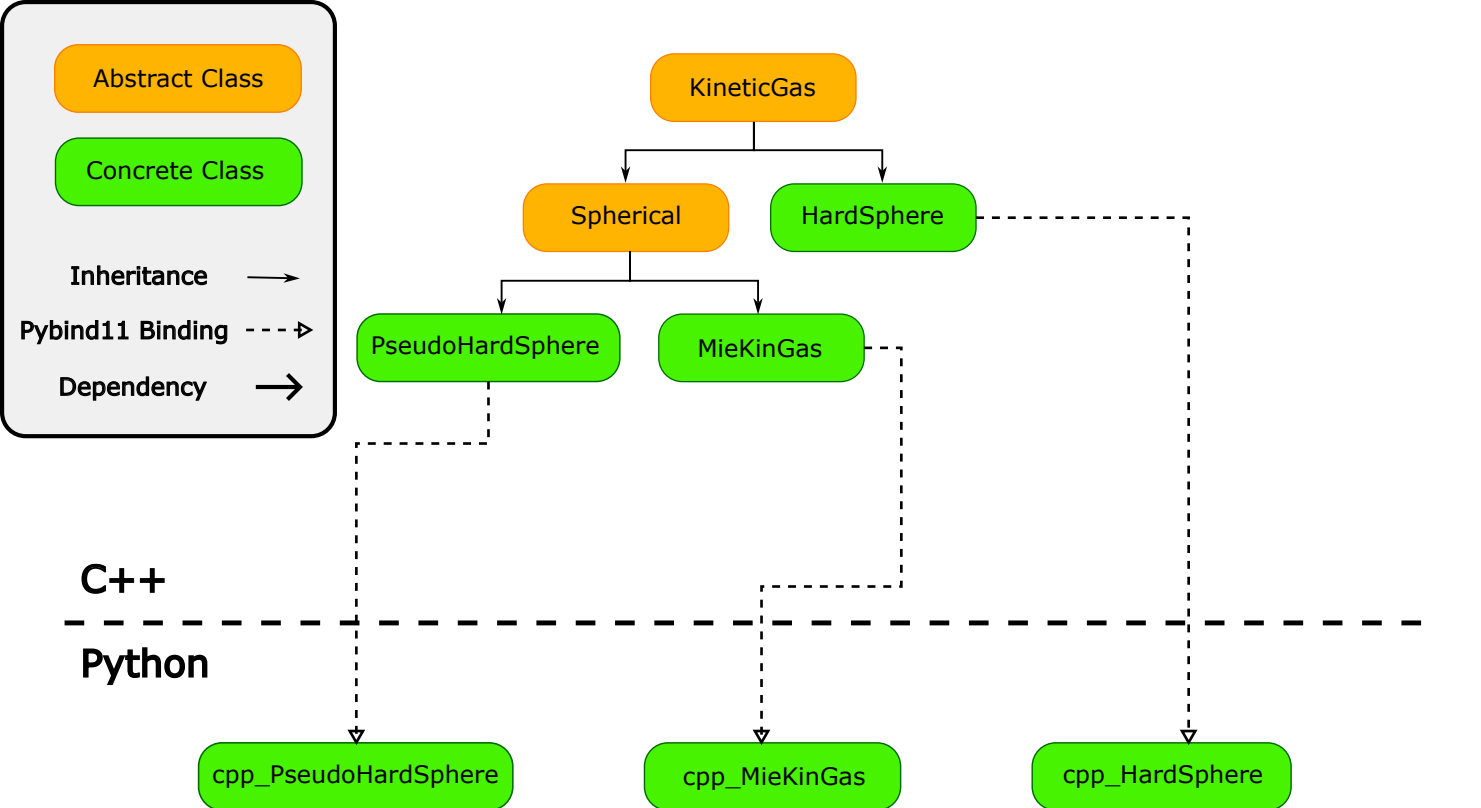 Abstract Class
Concrete Class
Inheritance
Pybind11 Binding
Dependency
KineticGas
Spherical
HardSphere
PseudoHardSphere
MieKinGas
C++
Python
cpp_PseudoHardSphere
cpp_MieKinGas
cpp_HardSphere